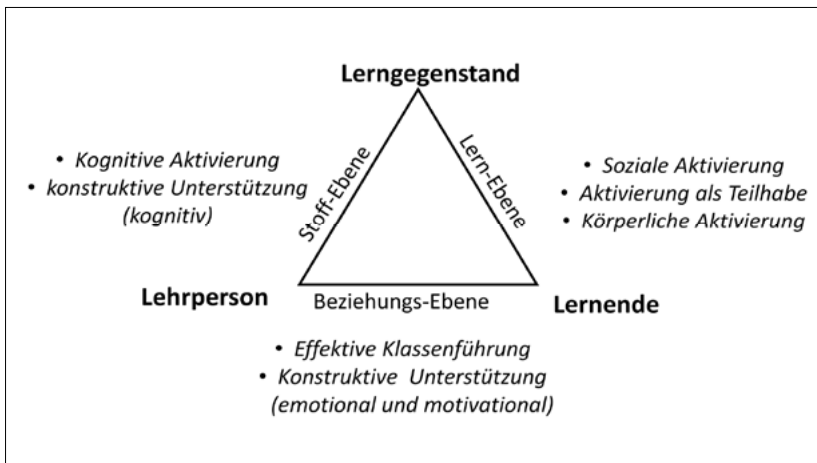 Lerngegenstand
• Kognitive Aktivierung
• konstruktive Unterstützung
(kognitiv)
Stoff-Ebene
Lern-Ebene
• Soziale Aktivierung
• Aktivierung als Teilhabe
• Körperliche Aktivierung
Lehrperson
Beziehungs-Ebene
Lernende
• Effektive Klassenführung
• Konstruktive Unterstützung
(emotional und motivational)